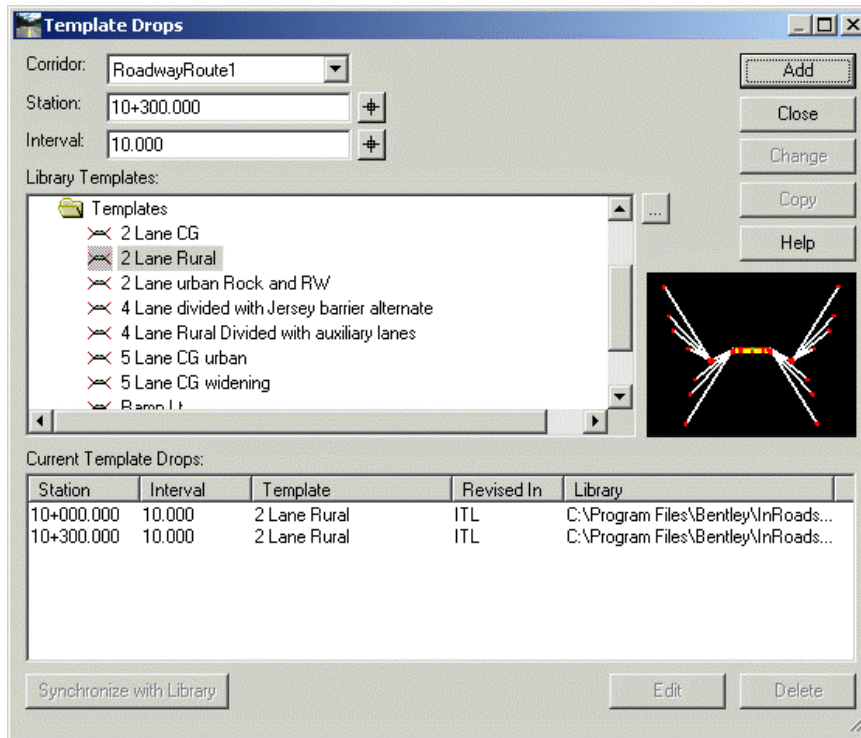 Template Drops
Corridor: RoadwayRoute1
Add
Station: 10+300.000
Close
Interval: 10.000
Change
Library Templates:
Templates
...
Copy
2 Lane CG
2 Lane Rural
Help
2 Lane urban Rock and RW
4 Lane divided with Jersey barrier alternate
4 Lane Rural Divided with auxiliary lanes
5 Lane CG urban
5 Lane CG widening
Ramp Lt
Current Template Drops:
Station Interval Template Revised In Library
10+000.000 10.000 2 Lane Rural ITL C:\Program Files\Bentley\InRoads...
10+300.000 10.000 2 Lane Rural ITL C:\Program Files\Bentley\InRoads...
Synchronize with Library
Edit
Delete